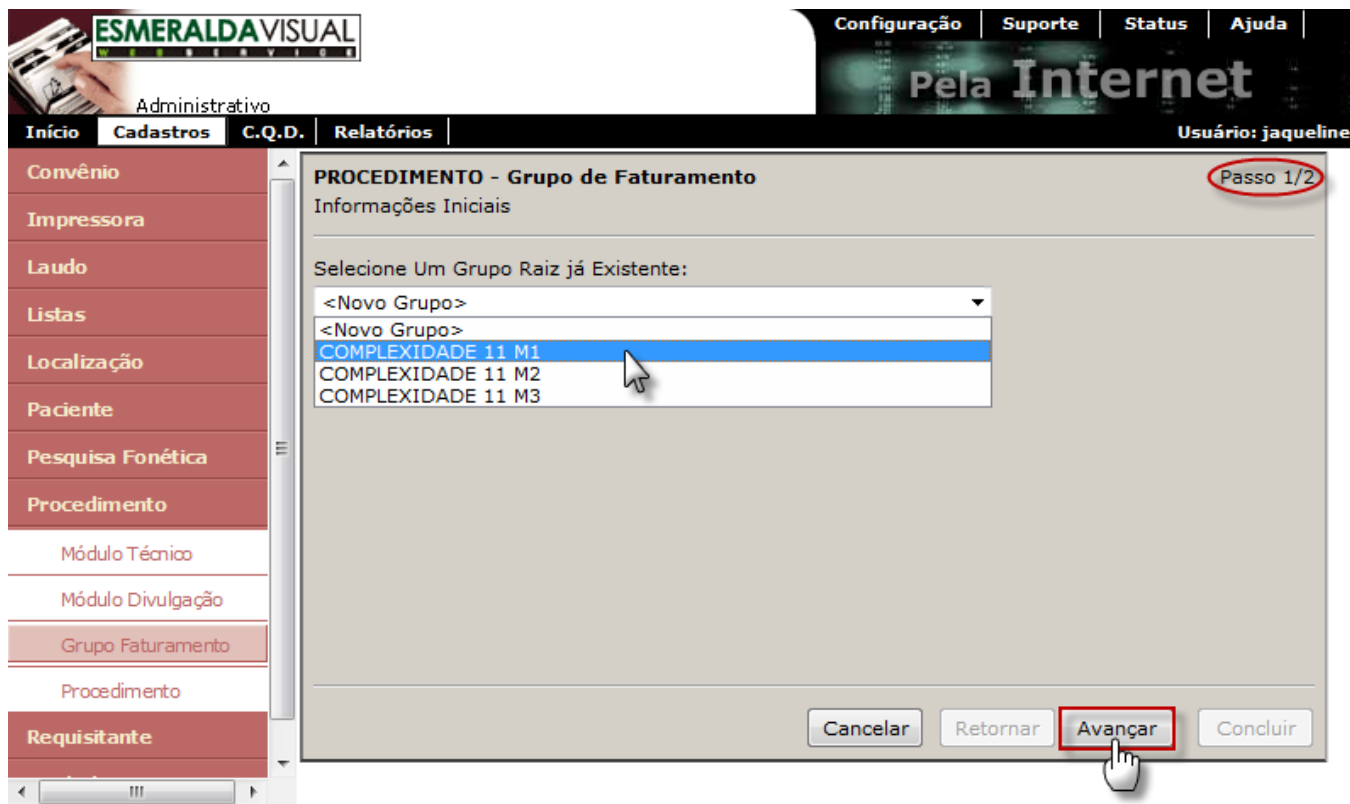 ESMERALDAVISUAL
WEBSERVICE
Administrativo
Configuração Suporte Status Ajuda
Pela Internet
Início Cadastros C.Q.D. Relatórios
Usuário: jaqueline
Convênio
Impressora
Laudo
Listas
Localização
Paciente
Pesquisa Fonética
Procedimento
Módulo Técnico
Módulo Divulgação
Grupo Faturamento
Procedimento
Requisitante
PROCEDIMENTO - Grupo de Faturamento
Passo 1/2
Informações Iniciais
Selecione Um Grupo Raiz já Existente:
<Novo Grupo>
<Novo Grupo>
COMPLEXIDADE 11 M1
COMPLEXIDADE 11 M2
COMPLEXIDADE 11 M3
Cancelar Retornar Avançar Concluir